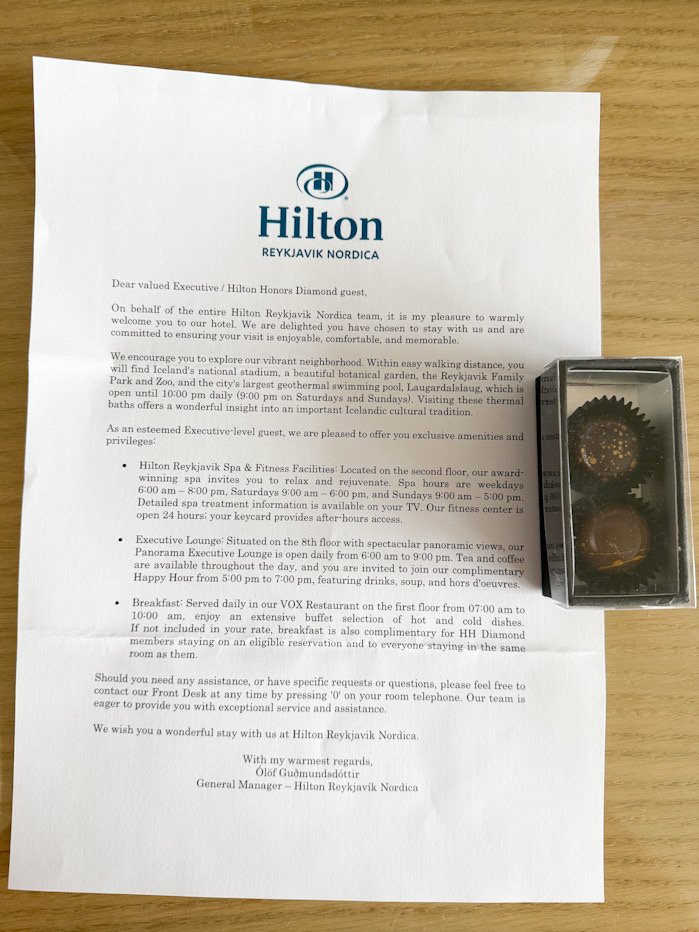 Hilton
REYKJAVIK NORDICA
Dear valued Executive / Hilton Honors Diamond guest,
On behalf of the entire Hilton Reykjavik Nordica team, it is my pleasure to warmly
welcome you to our hotel. We are delighted you have chosen to stay with us and are
committed to ensuring your visit is enjoyable, comfortable, and memorable.
We encourage you to explore our vibrant neighborhood. Within easy walking distance, you
will find Iceland's national stadium, a beautiful botanical garden, the Reykjavik Family
Park and Zoo, and the city's largest geothermal swimming pool, Laugardalslaug, which is
open until 10:00 pm daily (9:00 pm on Saturdays and Sundays). Visiting these thermal
baths offers a wonderful insight into an important Icelandic cultural tradition.
As an esteemed Executive-level guest, we are pleased to offer you exclusive amenities and
privileges:
• Hilton Reykjavik Spa & Fitness Facilities: Located on the second floor, our award-
winning spa invites you to relax and rejuvenate. Spa hours are weekdays
6:00 am – 8:00 pm, Saturdays 9:00 am – 6:00 pm, and Sundays 9:00 am – 5:00 pm.
Detailed spa treatment information is available on your TV. Our fitness center is
open 24 hours; your keycard provides after-hours access.
• Executive Lounge: Situated on the 8th floor with spectacular panoramic views, our
Panorama Executive Lounge is open daily from 6:00 am to 9:00 pm. Tea and coffee
are available throughout the day, and you are invited to join our complimentary
Happy Hour from 5:00 pm to 7:00 pm, featuring drinks, soup, and hors d'oeuvres.
• Breakfast: Served daily in our VOX Restaurant on the first floor from 07:00 am to
10:00 am, enjoy an extensive buffet selection of hot and cold dishes.
If not included in your rate, breakfast is also complimentary for HH Diamond
members staying on an eligible reservation and to everyone staying in the same
room as them.
Should you need any assistance, or have specific requests or questions, please feel free to
contact our Front Desk at any time by pressing '0' on your room telephone. Our team is
eager to provide you with exceptional service and assistance.
We wish you a wonderful stay with us at Hilton Reykjavik Nordica.
With my warmest regards,
Ólöf Guðmundsdóttir
General Manager – Hilton Reykjavík Nordica